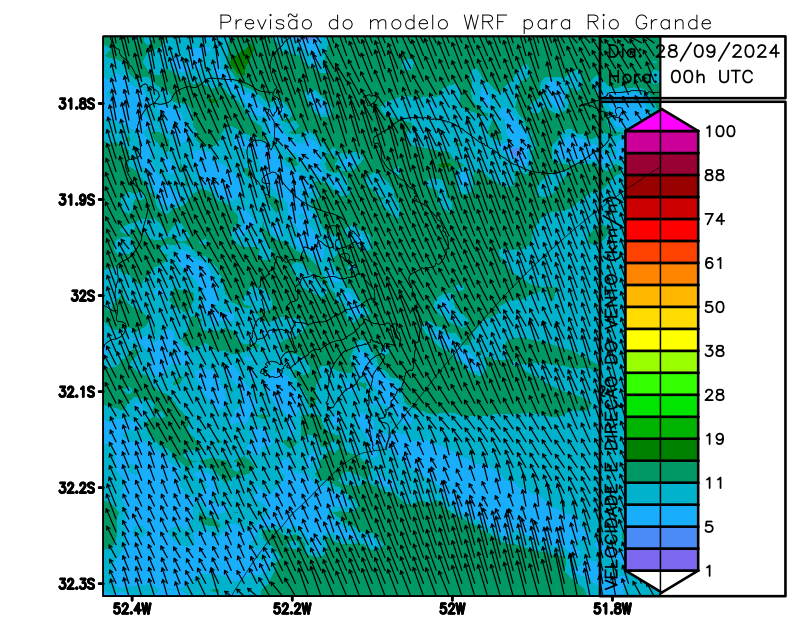 Previsão do modelo WRF para Rio Grande
Dia: 28/09/2024
Hora: 00h UTC
VELOCIDADE E DIREÇÃO DO VENTO (km/h)
100
88
74
61
50
38
28
19
11
5
1
31.8S
31.9S
32S
32.1S
32.2S
32.3S
52.4W
52.2W
52W
51.8W